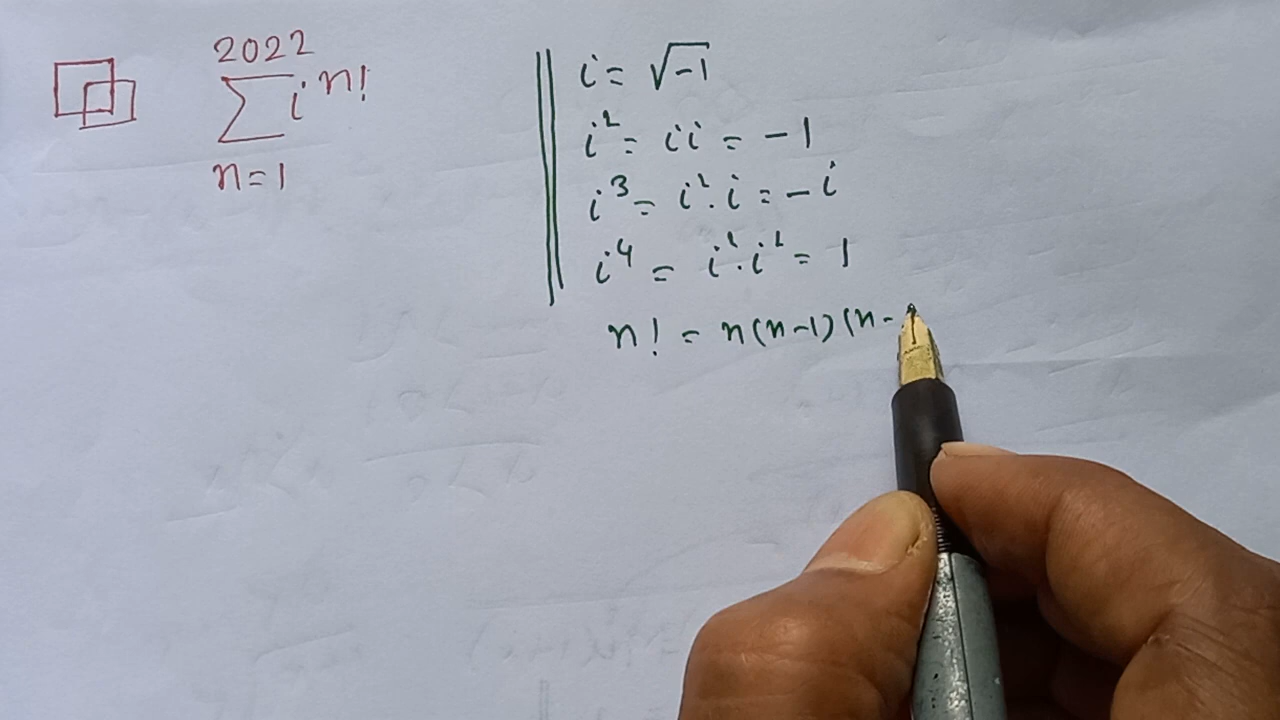 2022
∑ i^n!
n=1
i = √-1
i² = i i = -1
i³ = i²·i = -i
i⁴ = i²·i² = 1
n! = n(n-1)(n-